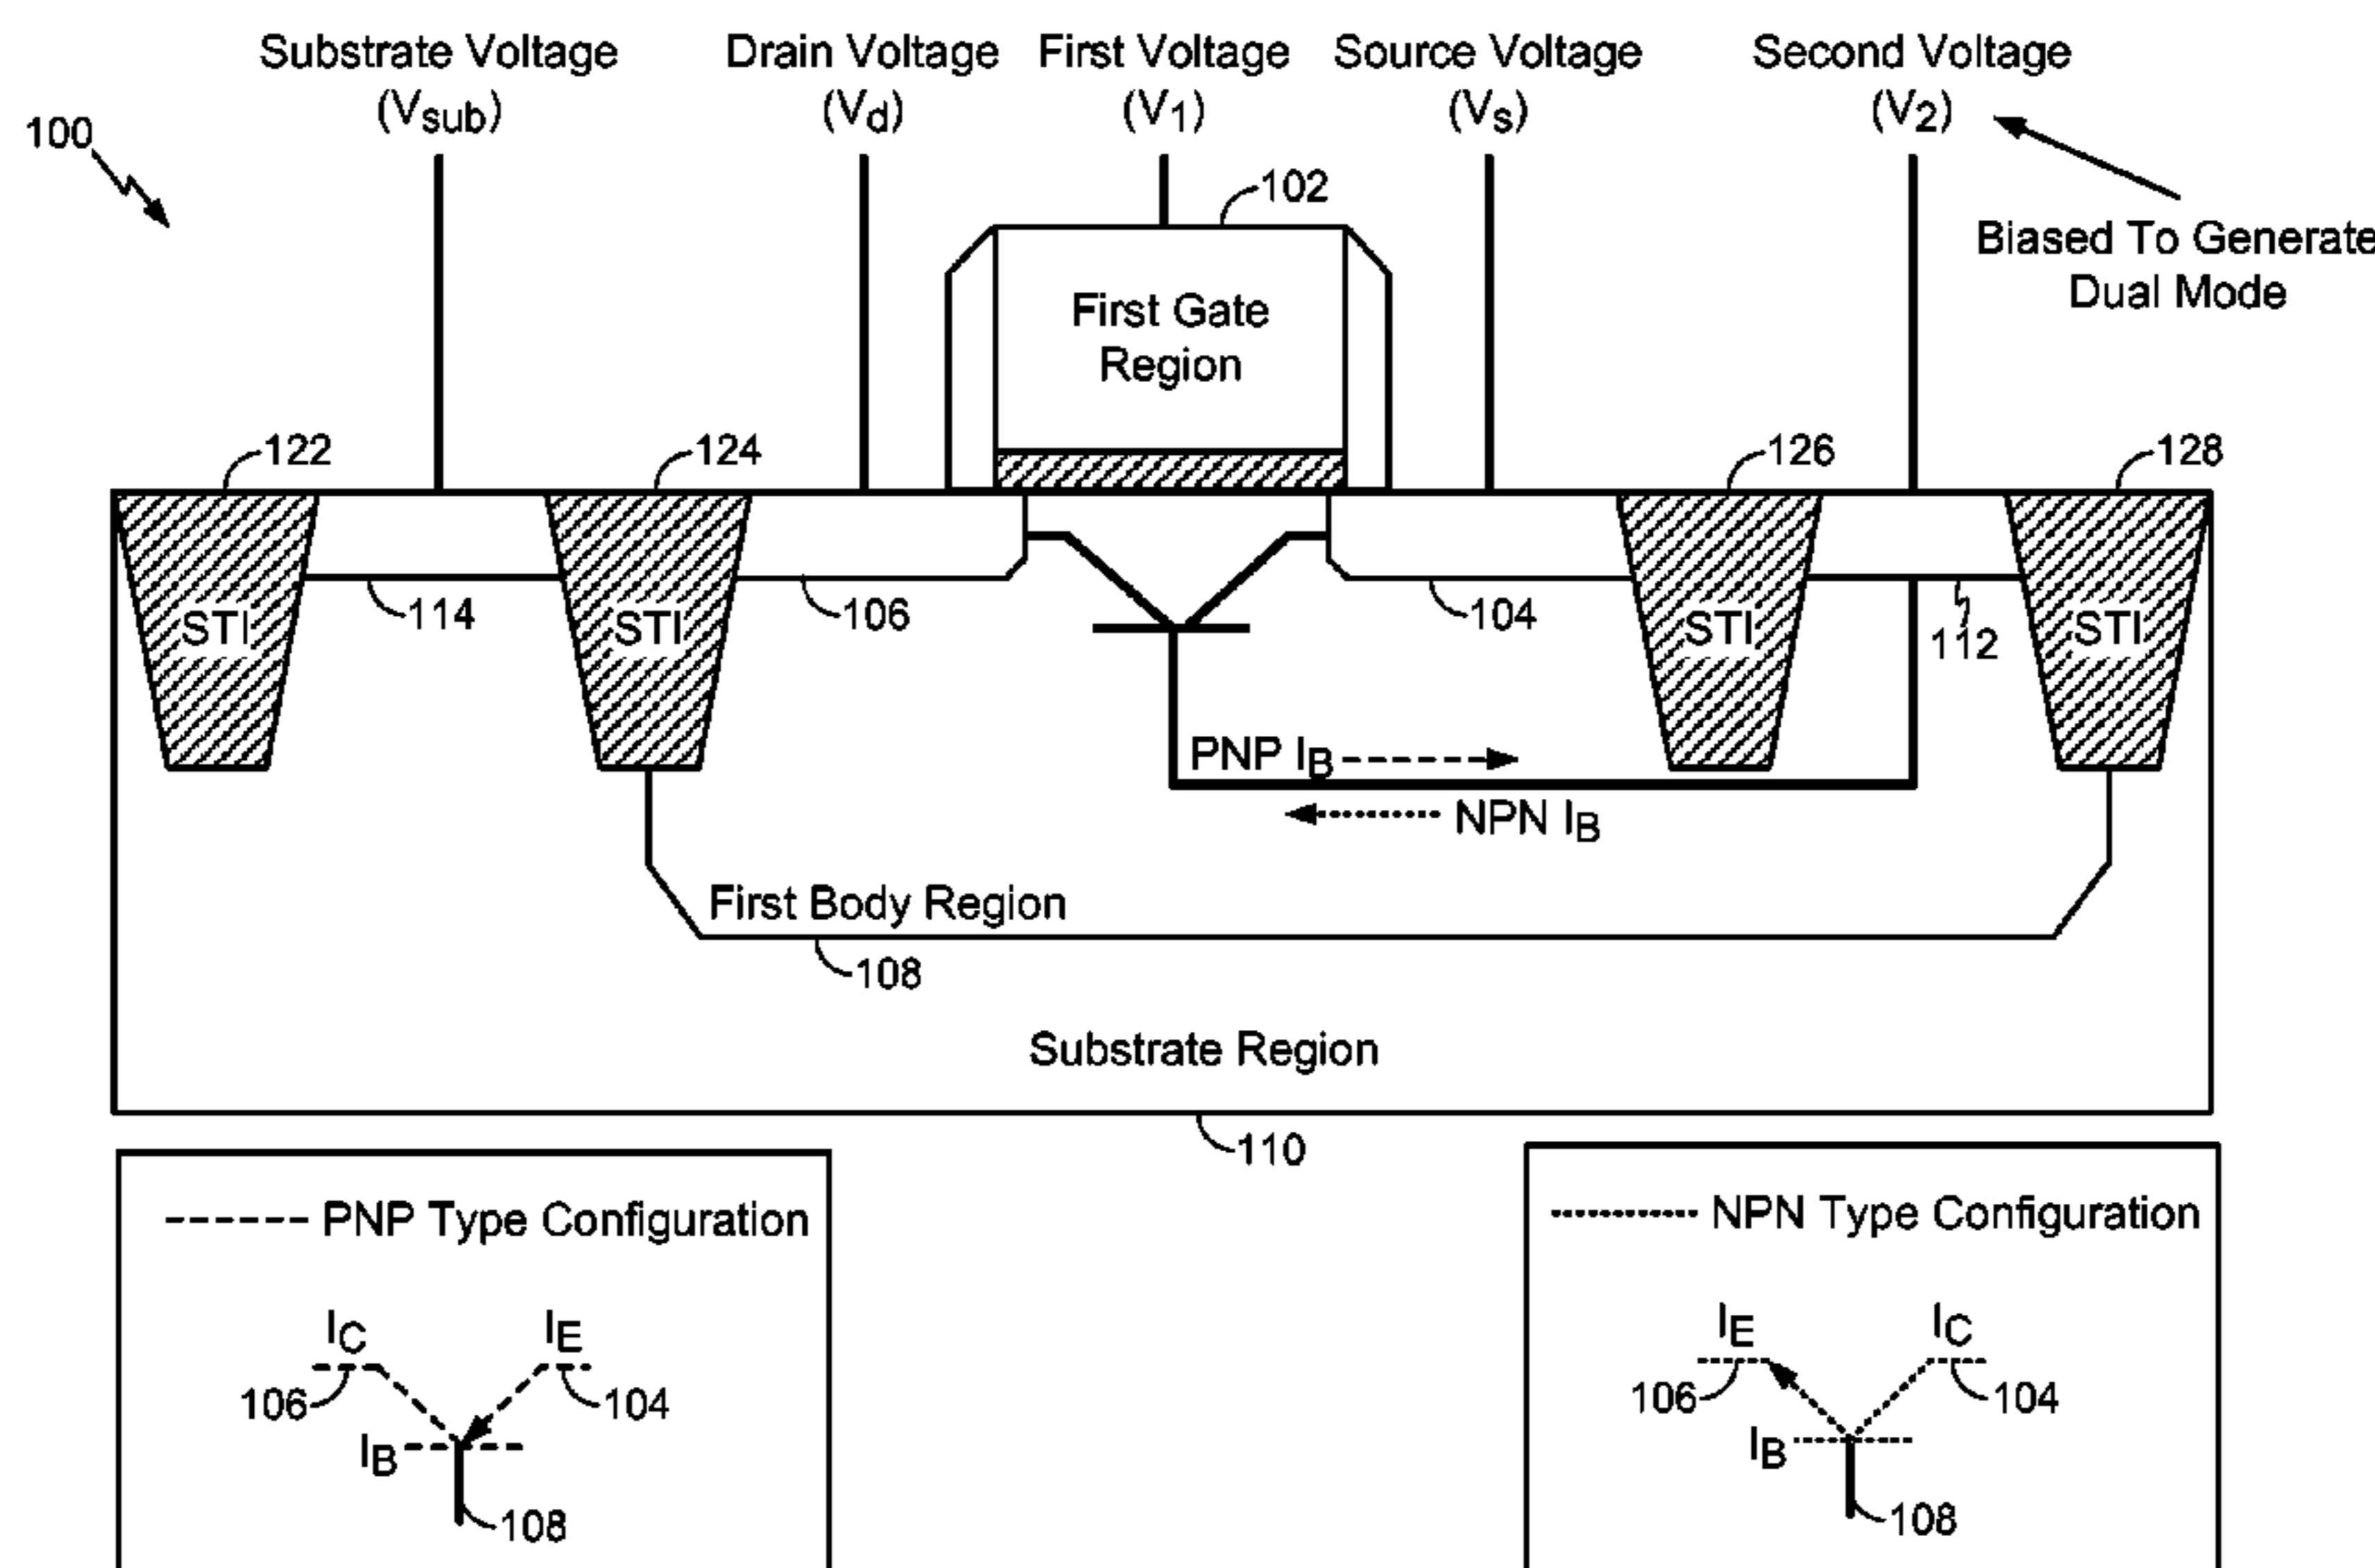 Substrate Voltage
(Vsub)
Drain Voltage
(Vd)
First Voltage
(V1)
Source Voltage
(Vs)
Second Voltage
(V2)
100
102
Biased To Generate
Dual Mode
First Gate
Region
122
124
126
128
STI
114
STI
106
104
STI
112
STI
PNP IB
NPN IB
First Body Region
108
Substrate Region
110
PNP Type Configuration
IC
IE
106
104
IB
108
NPN Type Configuration
IE
IC
106
104
IB
108